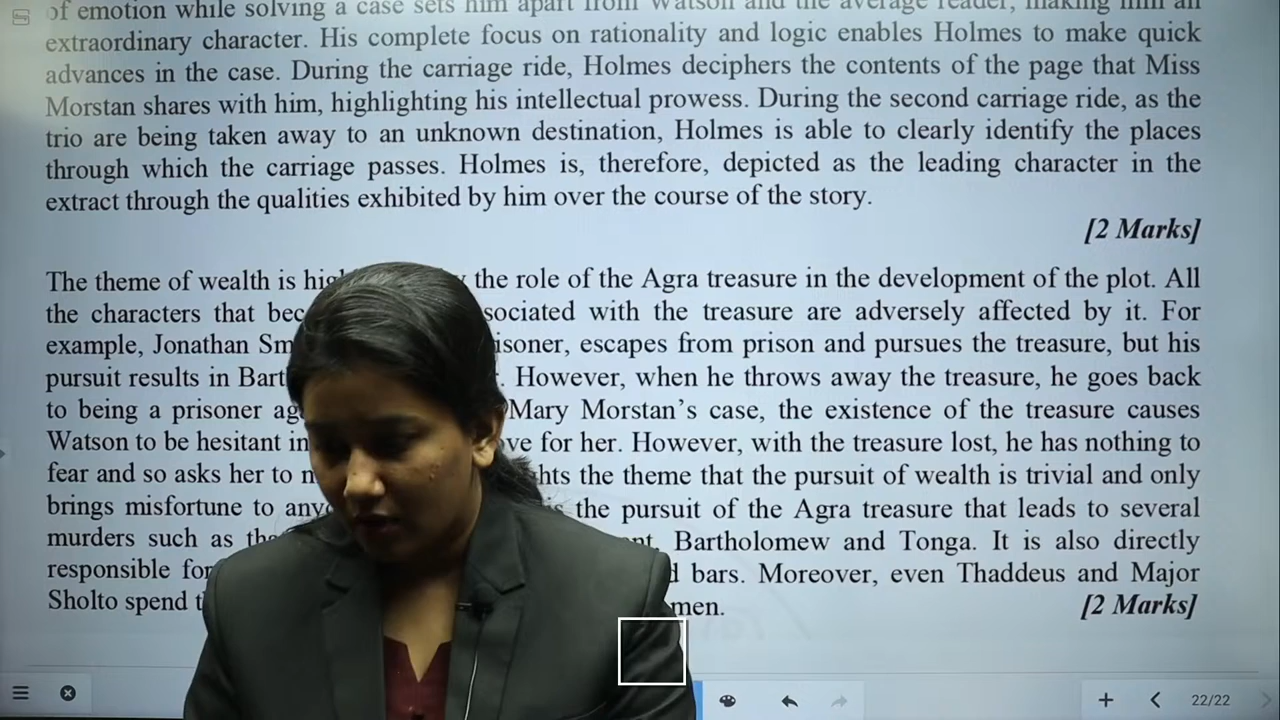 of emotion while solving a case sets him apart from Watson and the average reader, making him an
extraordinary character. His complete focus on rationality and logic enables Holmes to make quick
advances in the case. During the carriage ride, Holmes deciphers the contents of the page that Miss
Morstan shares with him, highlighting his intellectual prowess. During the second carriage ride, as the
trio are being taken away to an unknown destination, Holmes is able to clearly identify the places
through which the carriage passes. Holmes is, therefore, depicted as the leading character in the
extract through the qualities exhibited by him over the course of the story.
[2 Marks]
The theme of wealth is the role of the Agra treasure in the development of the plot. All
the characters that with the treasure are adversely affected by it. For
example, Jonathan escapes from prison and pursues the treasure, but his
pursuit results in However, when he throws away the treasure, he goes back
to being a prisoner Mary Morstan's case, the existence of the treasure causes
Watson to be hesitant in for her. However, with the treasure lost, he has nothing to
fear and so asks her to the theme that the pursuit of wealth is trivial and only
brings misfortune to the pursuit of the Agra treasure that leads to several
murders such as Bartholomew and Tonga. It is also directly
responsible for bars. Moreover, even Thaddeus and Major
Sholto spend men.
[2 Marks]
22/22